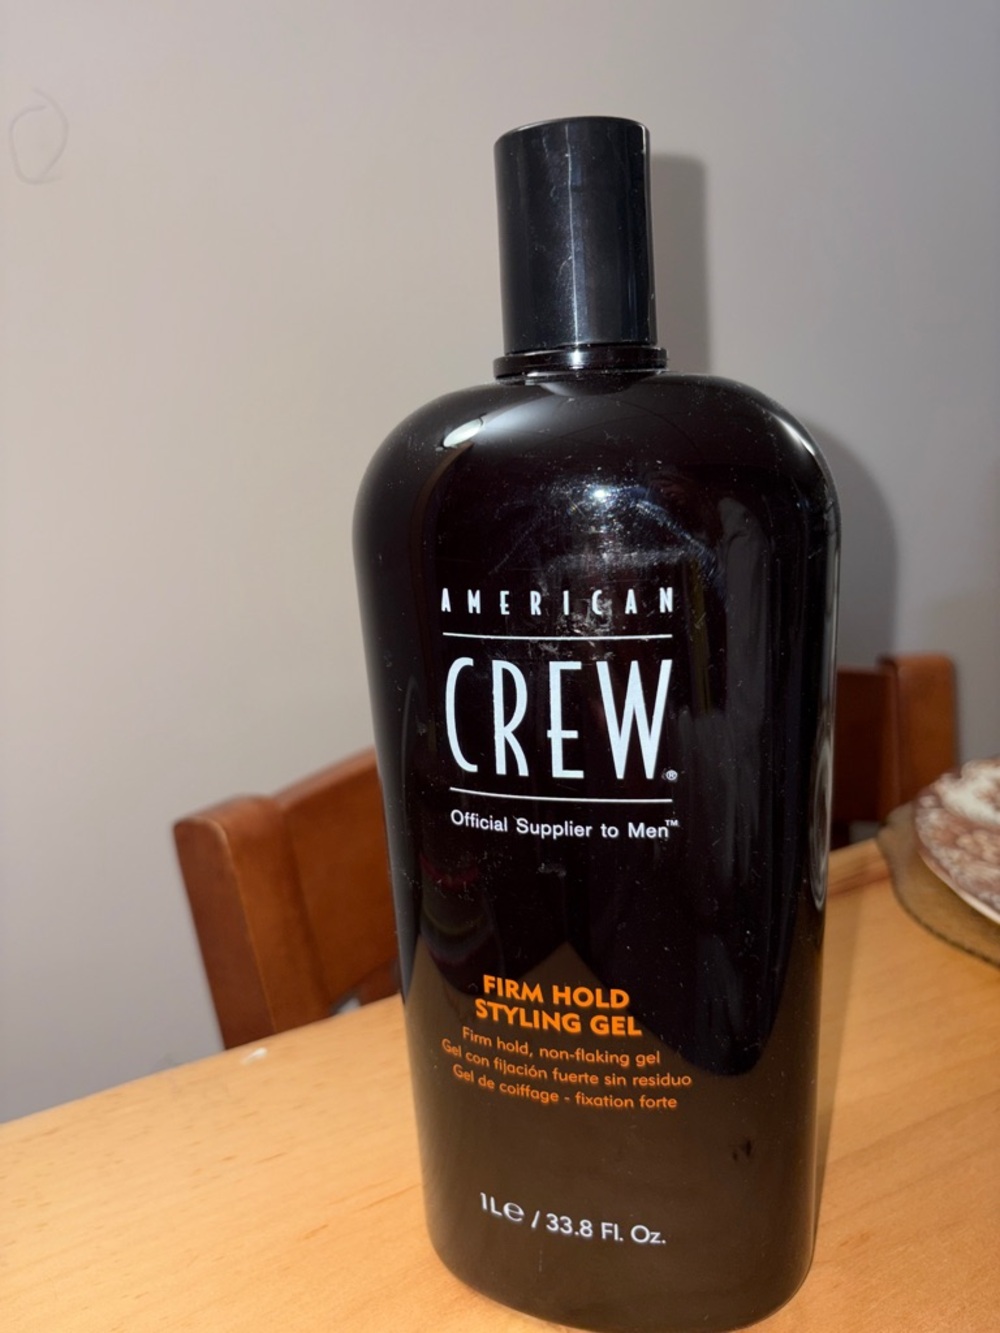 AMERICAN
CREW®
Official Supplier to Men™
FIRM HOLD
STYLING GEL
Firm hold, non-flaking gel
Gel con fijación fuerte sin residuo
Gel de coiffage - fixation forte
1L℮ / 33.8 Fl. Oz.